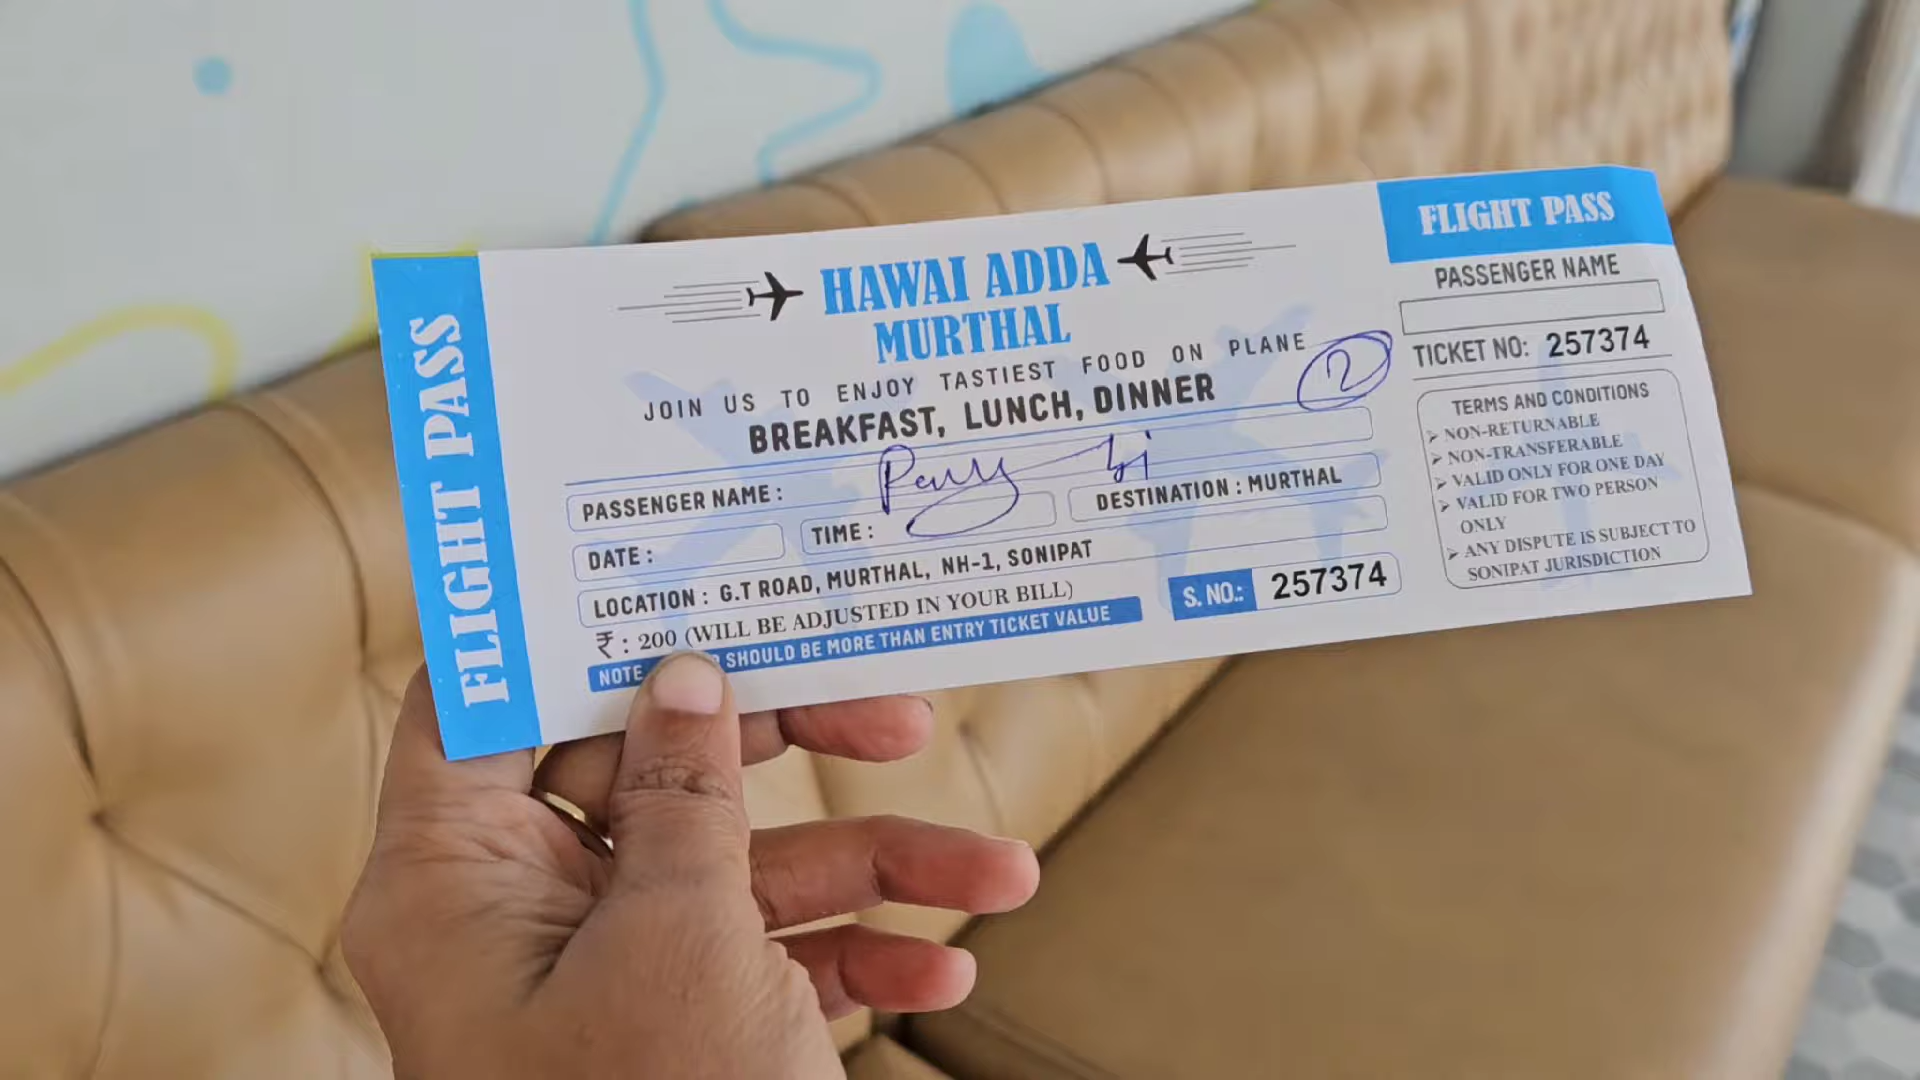 FLIGHT PASS
HAWAI ADDA
MURTHAL
JOIN US TO ENJOY TASTIEST FOOD ON PLANE
BREAKFAST, LUNCH, DINNER
2
PASSENGER NAME :
DATE :
TIME :
DESTINATION : MURTHAL
LOCATION : G.T ROAD, MURTHAL, NH-1, SONIPAT
₹ : 200 (WILL BE ADJUSTED IN YOUR BILL)
NOTE SHOULD BE MORE THAN ENTRY TICKET VALUE
S. NO.: 257374
FLIGHT PASS
PASSENGER NAME
TICKET NO: 257374
TERMS AND CONDITIONS
➢ NON-RETURNABLE
➢ NON-TRANSFERABLE
➢ VALID ONLY FOR ONE DAY
➢ VALID FOR TWO PERSON
ONLY
➢ ANY DISPUTE IS SUBJECT TO
SONIPAT JURISDICTION